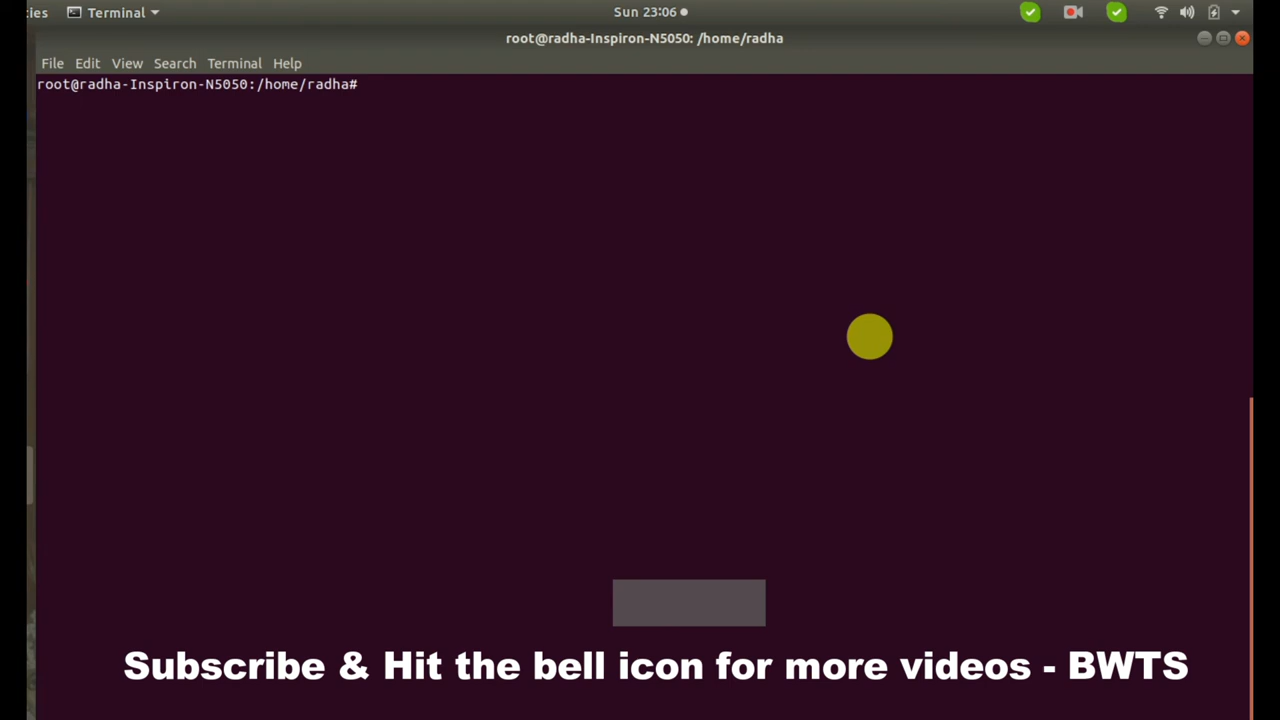 ies Terminal Sun 23:06
root@radha-Inspiron-N5050: /home/radha
File Edit View Search Terminal Help
root@radha-Inspiron-N5050:/home/radha#
Subscribe & Hit the bell icon for more videos - BWTS